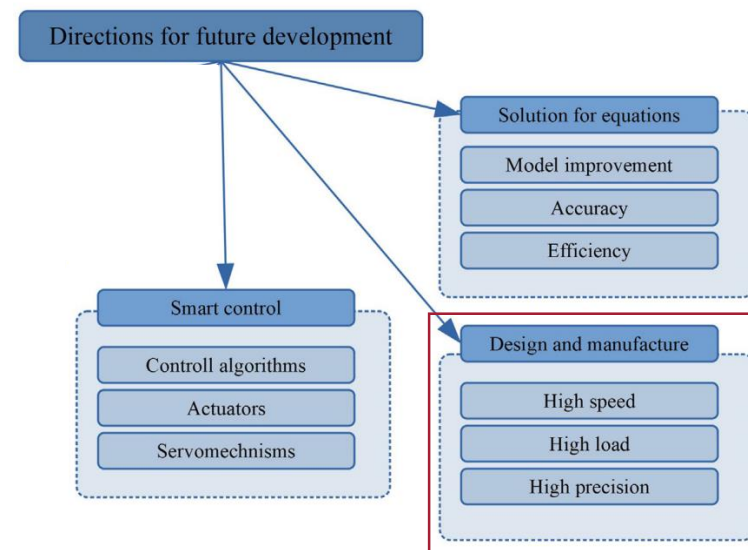 Directions for future development
Solution for equations
Model improvement
Accuracy
Efficiency
Smart control
Controll algorithms
Actuators
Servomechnisms
Design and manufacture
High speed
High load
High precision